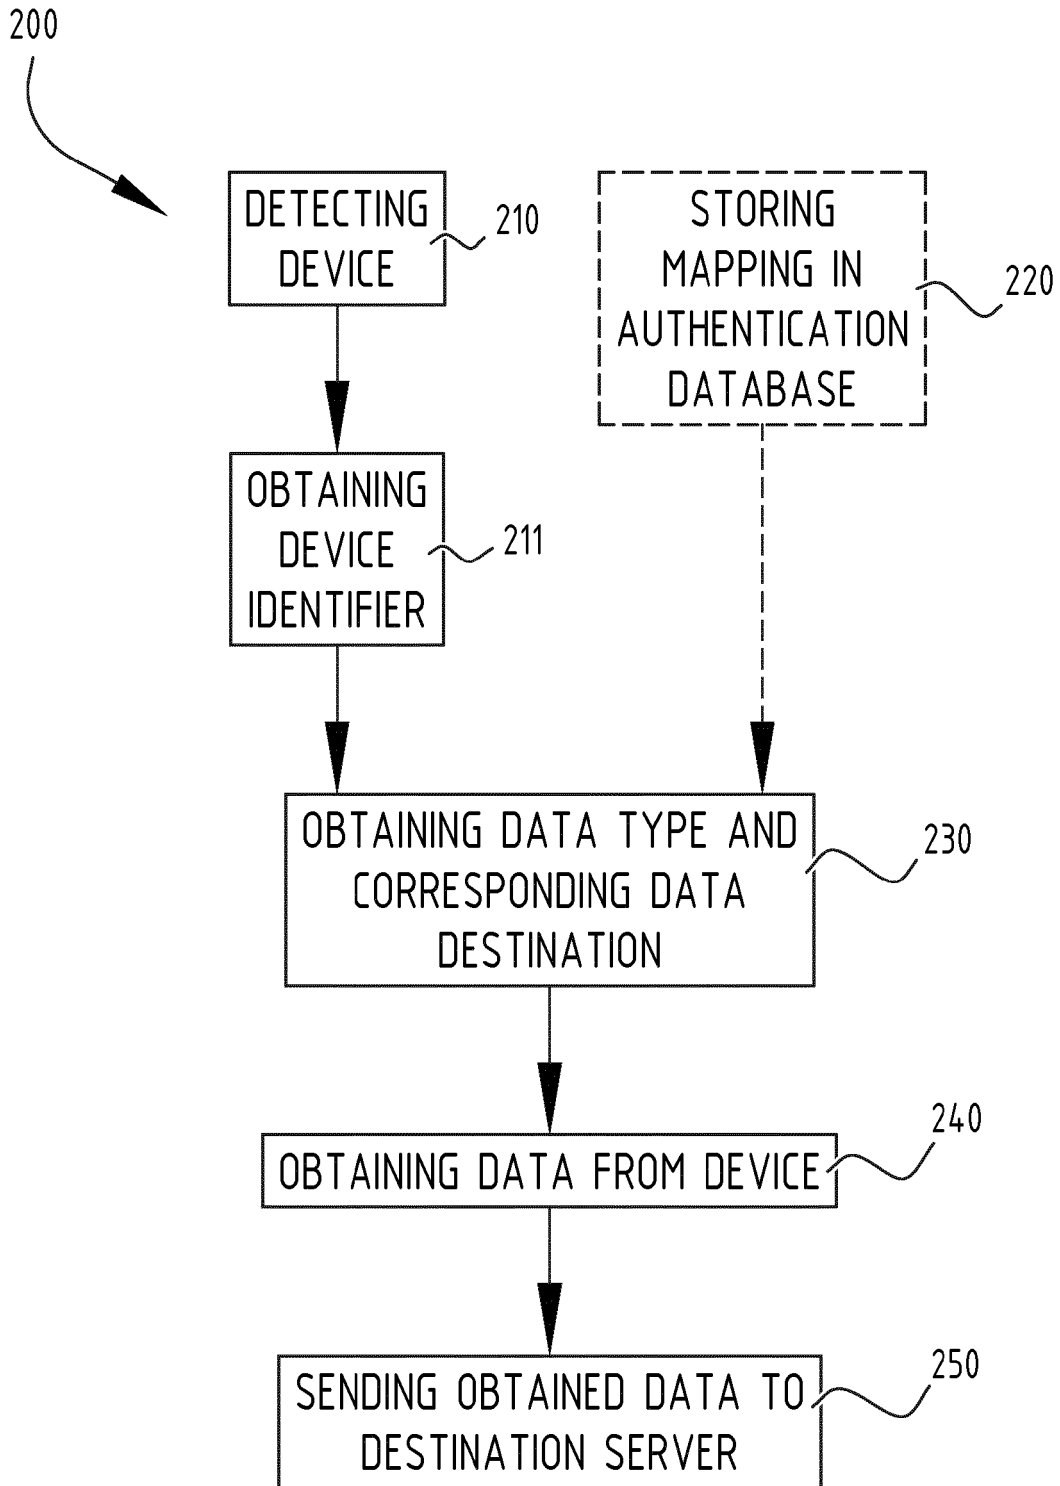 200
DETECTING
DEVICE
210
STORING
MAPPING IN
AUTHENTICATION
DATABASE
220
OBTAINING
DEVICE
IDENTIFIER
211
OBTAINING DATA TYPE AND
CORRESPONDING DATA
DESTINATION
230
OBTAINING DATA FROM DEVICE
240
SENDING OBTAINED DATA TO
DESTINATION SERVER
250